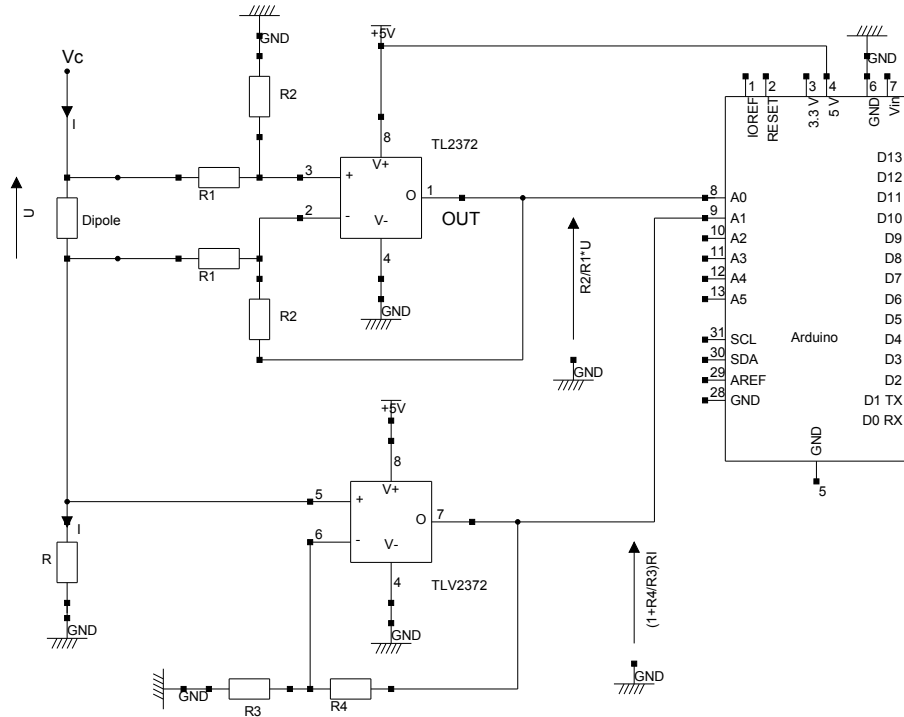 +5V
GND
GND
Vc
I
R2
1
2
3
4
6
7
IOREF
RESET
3.3 V
5 V
GND
Vin
8
TL2372
V+
3
+
1
O
R1
2
-
V-
OUT
U
Dipole
4
R1
R2
GND
R2/R1*U
GND
8
A0
9
A1
10
A2
11
A3
12
A4
13
A5
31
SCL
30
SDA
29
AREF
28
GND
D13
D12
D11
D10
D9
D8
D7
D6
D5
D4
D3
D2
D1 TX
D0 RX
Arduino
GND
5
+5V
8
V+
5
+
7
O
6
-
V-
4
TLV2372
GND
I
R
GND
(1+R4/R3)RI
GND
GND
R3
R4